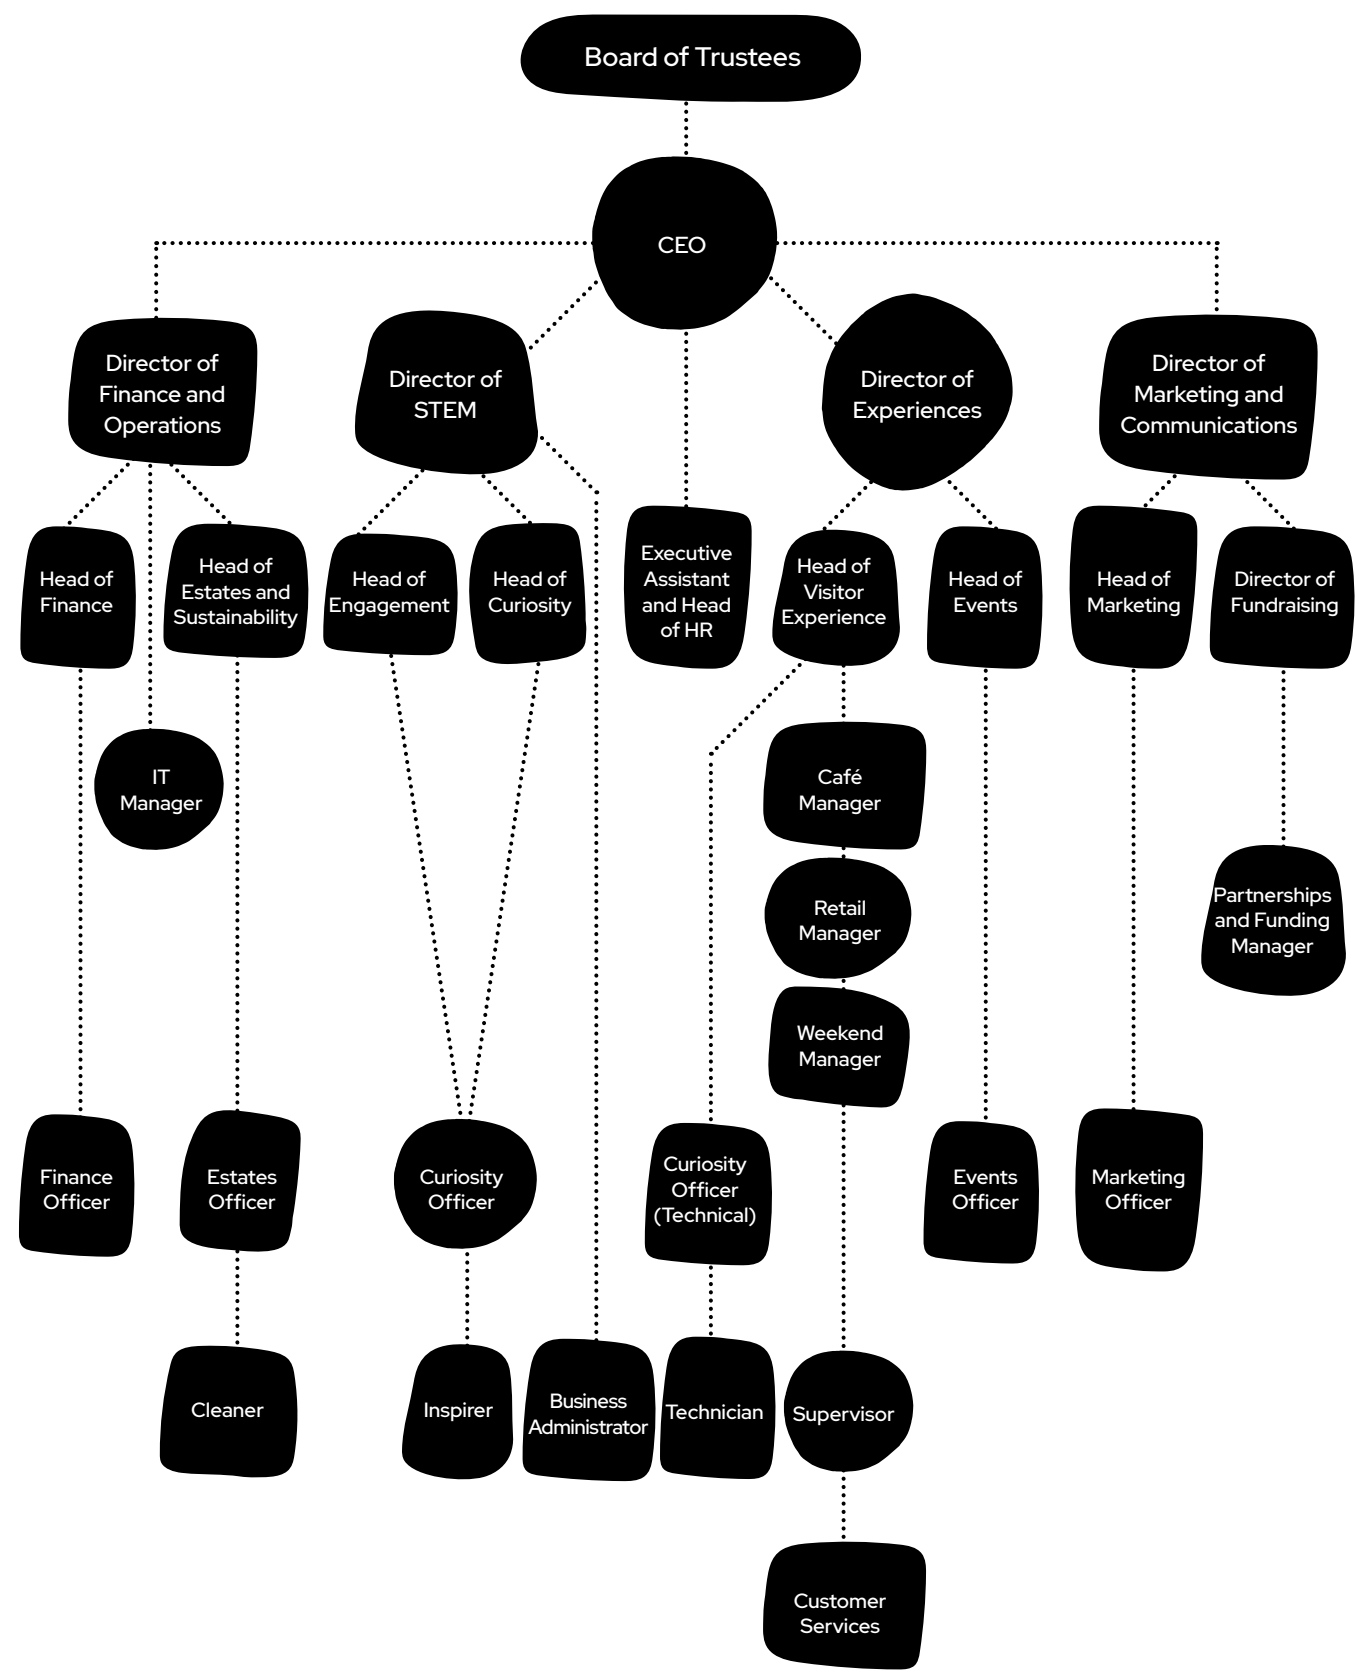 Board of Trustees
CEO
Director of
Finance and
Operations
Director of
STEM
Director of
Experiences
Director of
Marketing and
Communications
Head of
Finance
Head of
Estates and
Sustainability
Head of
Engagement
Head of
Curiosity
Executive
Assistant
and Head
of HR
Head of
Visitor
Experience
Head of
Events
Head of
Marketing
Director of
Fundraising
IT
Manager
Café
Manager
Retail
Manager
Partnerships
and Funding
Manager
Weekend
Manager
Finance
Officer
Estates
Officer
Curiosity
Officer
Curiosity
Officer
(Technical)
Events
Officer
Marketing
Officer
Cleaner
Inspirer
Business
Administrator
Technician
Supervisor
Customer
Services